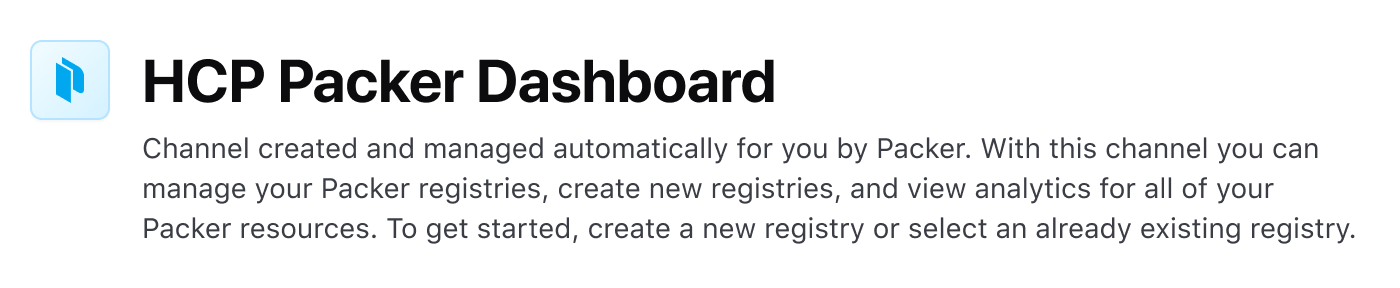 HCP Packer Dashboard
Channel created and managed automatically for you by Packer. With this channel you can
manage your Packer registries, create new registries, and view analytics for all of your
Packer resources. To get started, create a new registry or select an already existing registry.